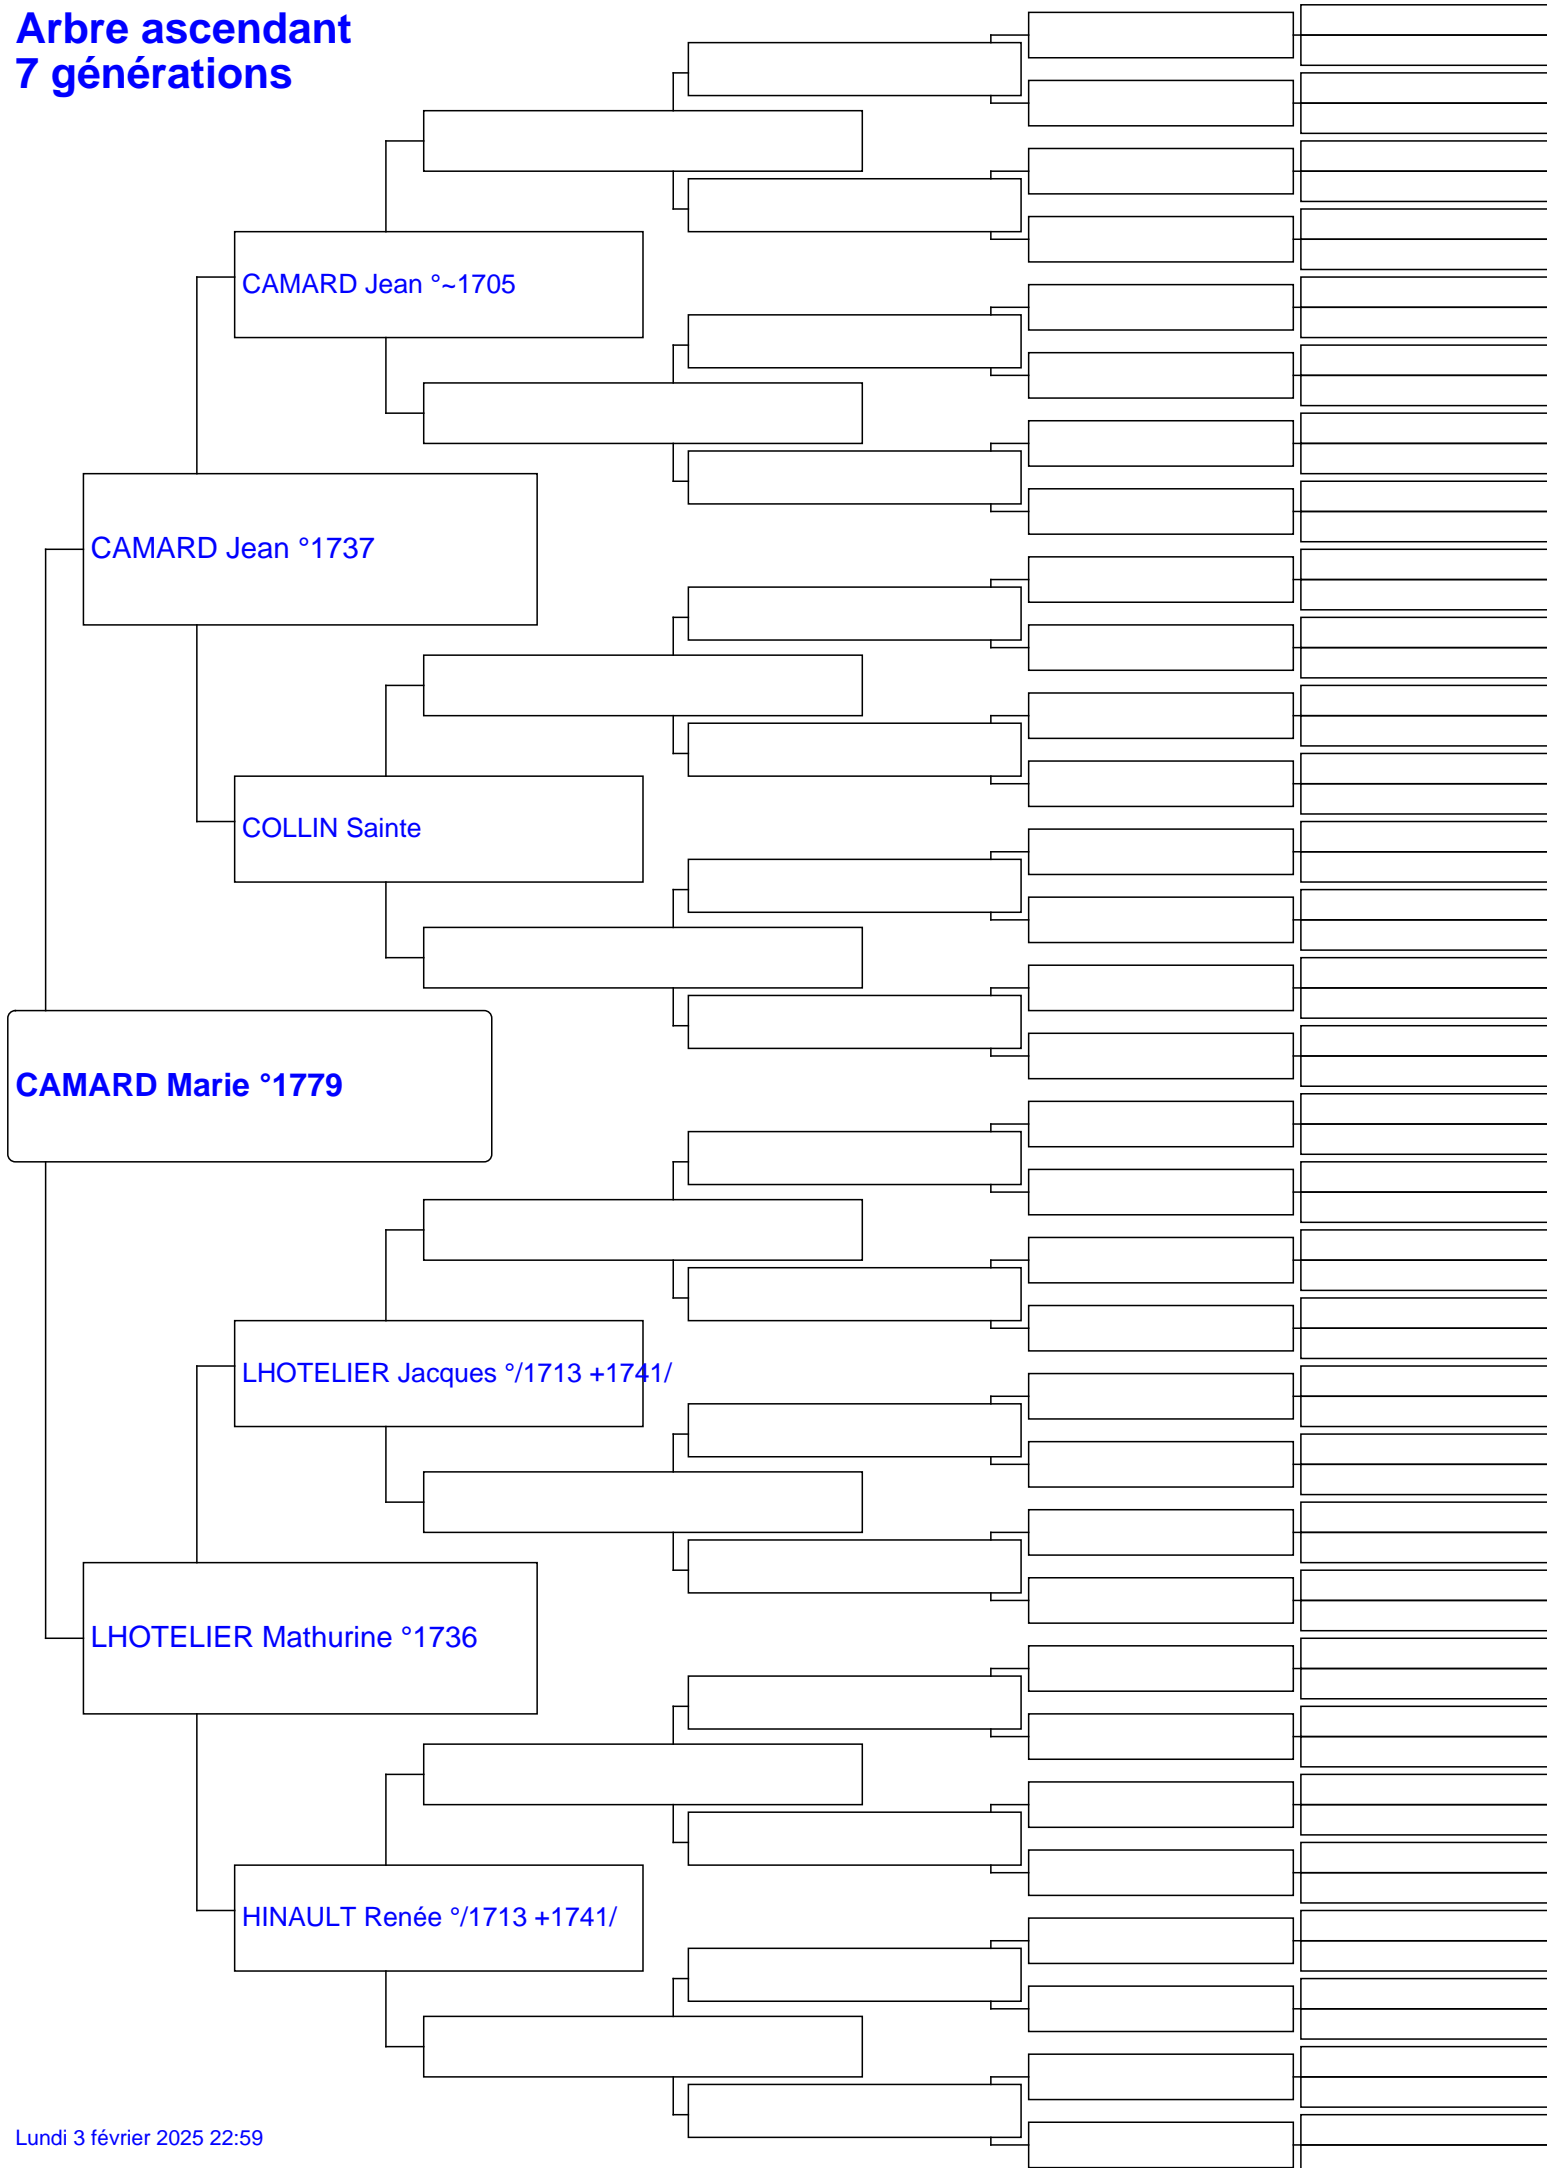 Arbre ascendant
7 générations
CAMARD Jean °~1705
CAMARD Jean °1737
COLLIN Sainte
CAMARD Marie °1779
LHOTELIER Jacques °/1713 +1741/
LHOTELIER Mathurine °1736
HINAULT Renée °/1713 +1741/
Lundi 3 février 2025 22:59